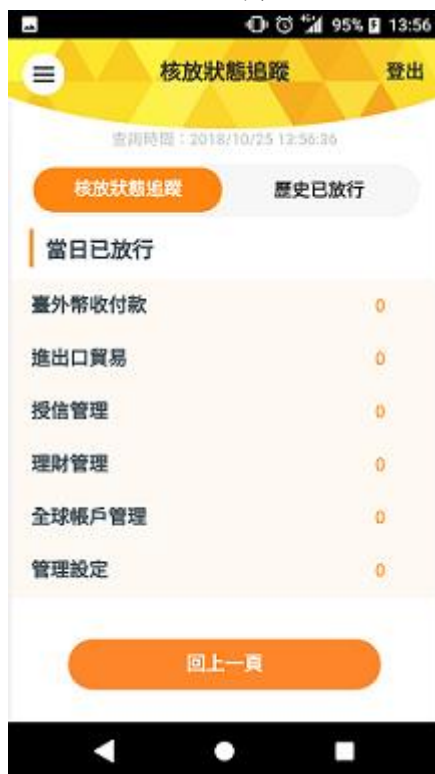 95% 13:56
核放狀態追蹤 登出
查詢時間：2018/10/25 13:56:36
核放狀態追蹤 歷史已放行
當日已放行
臺外幣收付款 0
進出口貿易 0
授信管理 0
理財管理 0
全球帳戶管理 0
管理設定 0
回上一頁